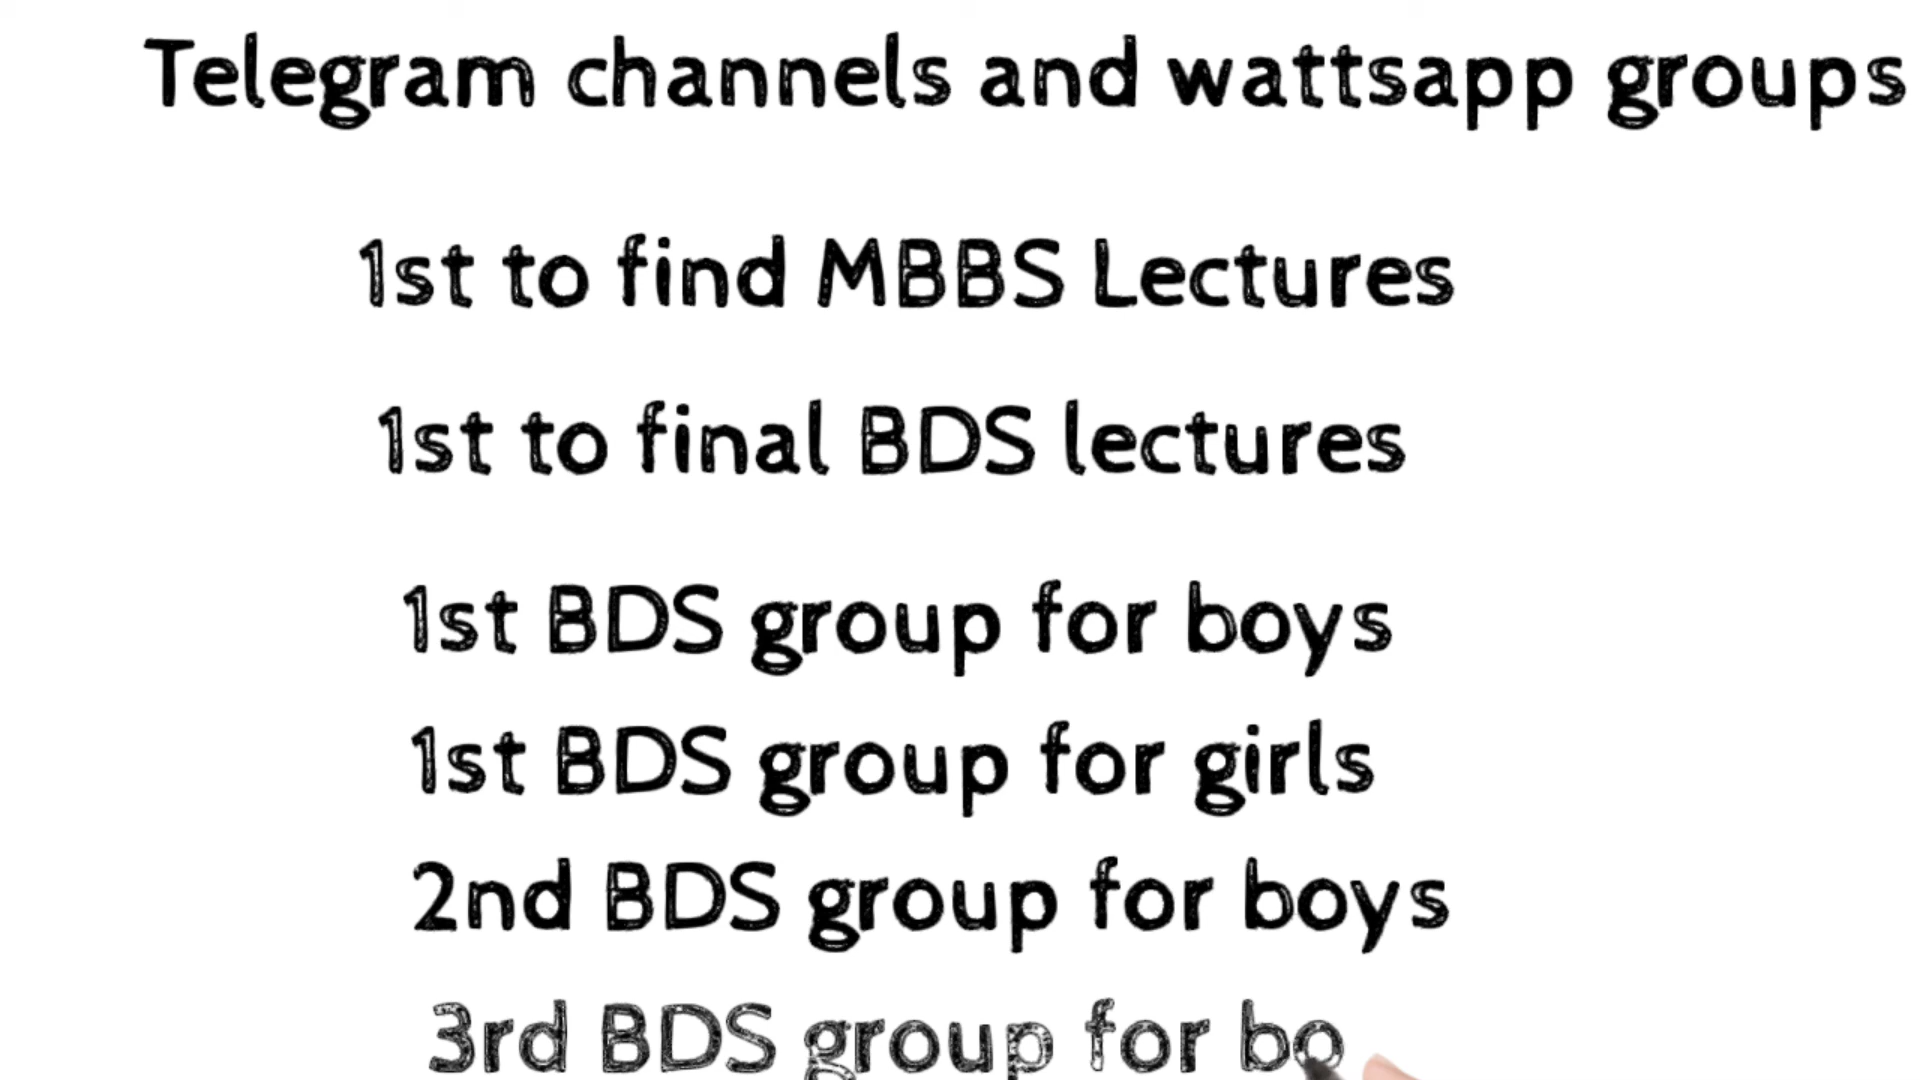 Telegram channels and wattsapp groups
1st to find MBBS Lectures
1st to final BDS lectures
1st BDS group for boys
1st BDS group for girls
2nd BDS group for boys
3rd BDS group for bo